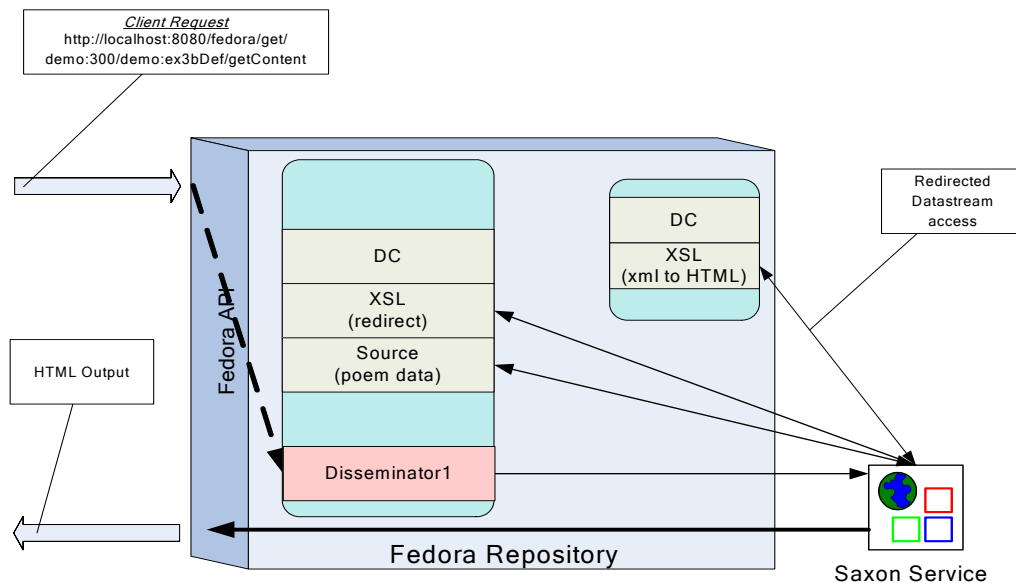 Client Request
http://localhost:8080/fedora/get/
demo:300/demo:ex3bDef/getContent
Redirected
Datastream
access
DC
XSL
(xml to HTML)
DC
XSL
(redirect)
Source
(poem data)
Fedora API
HTML Output
Disseminator1
Fedora Repository
Saxon Service